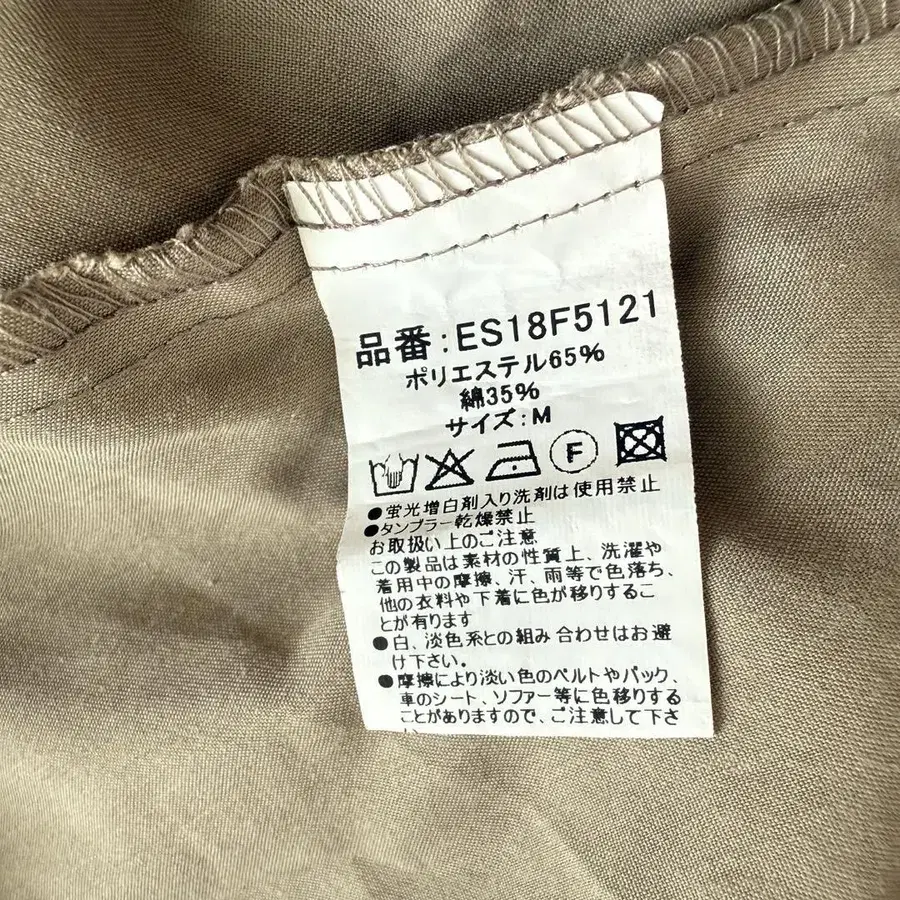 品番:ES18F5121
ポリエステル65%
綿35%
サイズ:M
F
●蛍光増白剤入り洗剤は使用禁止
●タンブラー乾燥禁止
お取扱い上のご注意
この製品は素材の性質上、洗濯や
着用中の摩擦、汗、雨等で色落ち、
他の衣料や下着に色が移りするこ
とが有ります
●白、淡色系との組み合わせはお避
け下さい。
●摩擦により淡い色のベルトやバック、
車のシート、ソファー等に色移りする
ことがありますので、ご注意して下さ